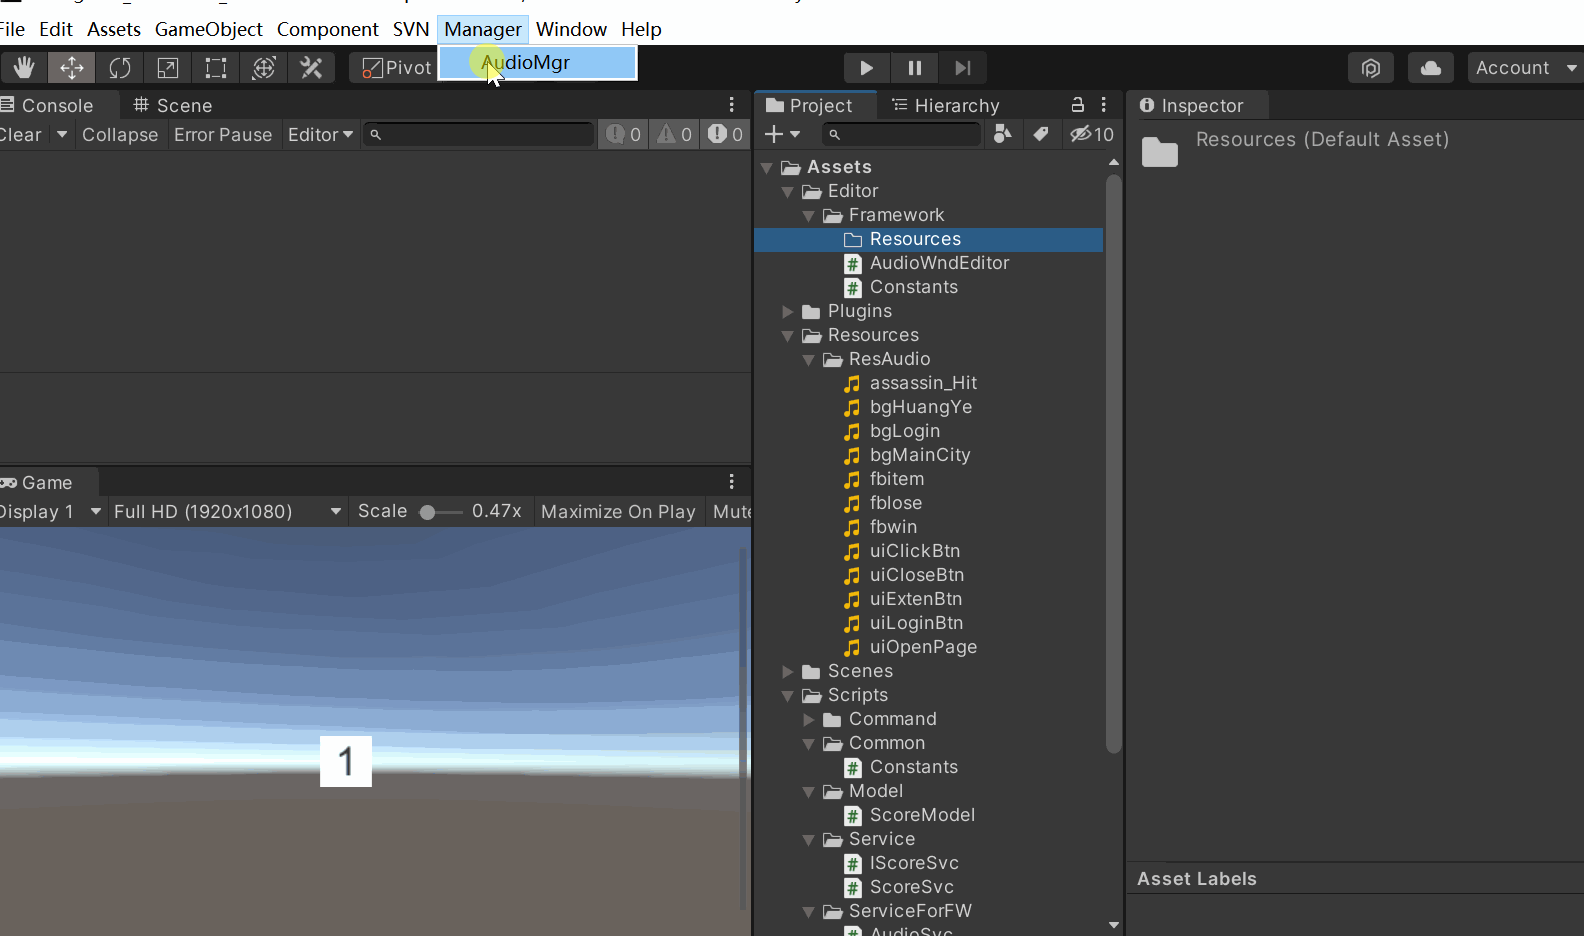 File Edit Assets GameObject Component SVN Manager Window Help
AudioMgr
Pivot
Account
Console
Scene
Clear Collapse Error Pause Editor 0 0 0
Game
Display 1 Full HD (1920x1080) Scale 0.47x Maximize On Play Mute
1
Project Hierarchy
10
Assets
Editor
Framework
Resources
AudioWndEditor
Constants
Plugins
Resources
ResAudio
assassin_Hit
bgHuangYe
bgLogin
bgMainCity
fbitem
fblose
fbwin
uiClickBtn
uiCloseBtn
uiExtenBtn
uiLoginBtn
uiOpenPage
Scenes
Scripts
Command
Common
Constants
Model
ScoreModel
Service
IScoreSvc
ScoreSvc
ServiceForFW
AudioSvc
Inspector
Resources (Default Asset)
Asset Labels